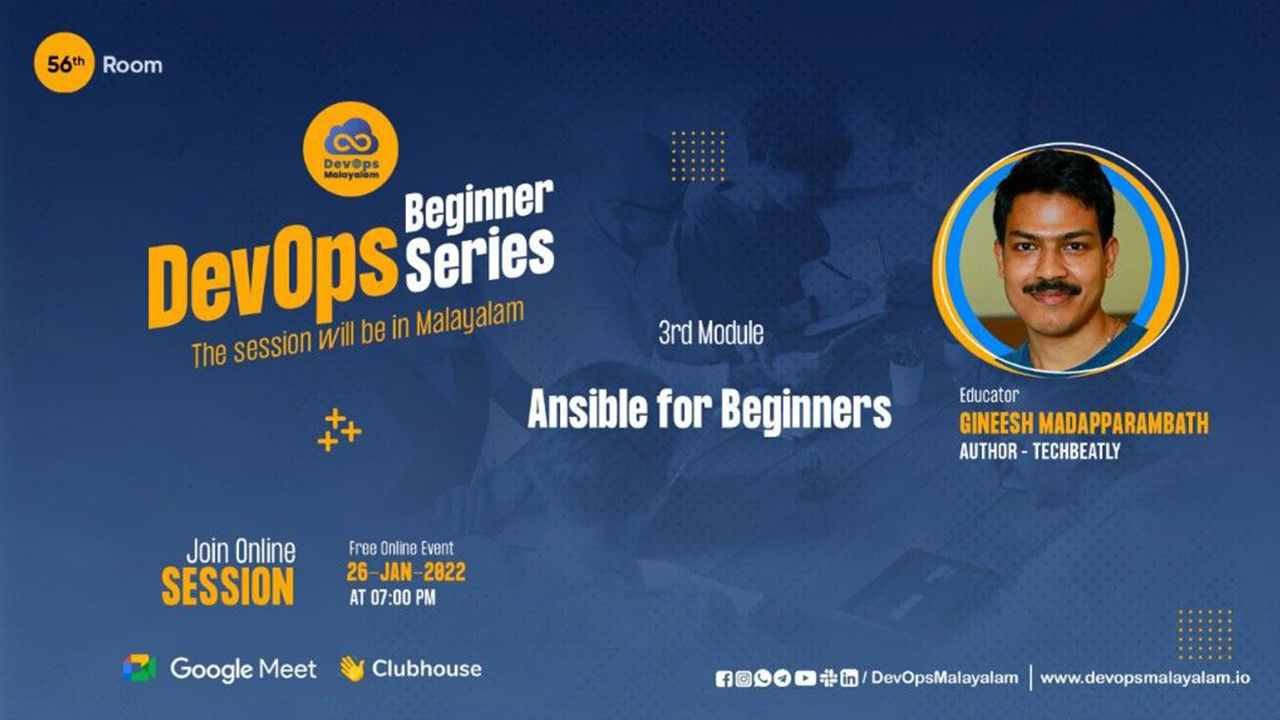 56th Room
DevOps
Malayalam
DevOps Beginner Series
The session will be in Malayalam
3rd Module
Ansible for Beginners
Educator
GINEESH MADAPPARAMBATH
AUTHOR - TECHBEATLY
Join Online
SESSION
Free Online Event
26-JAN-2022
AT 07:00 PM
Google Meet
Clubhouse
/ DevOpsMalayalam | www.devopsmalayalam.io